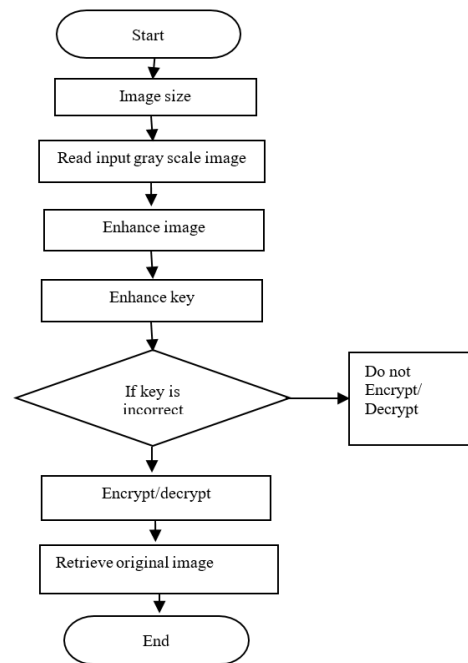 Start
Image size
Read input gray scale image
Enhance image
Enhance key
If key is
incorrect
Do not
Encrypt/
Decrypt
Encrypt/decrypt
Retrieve original image
End